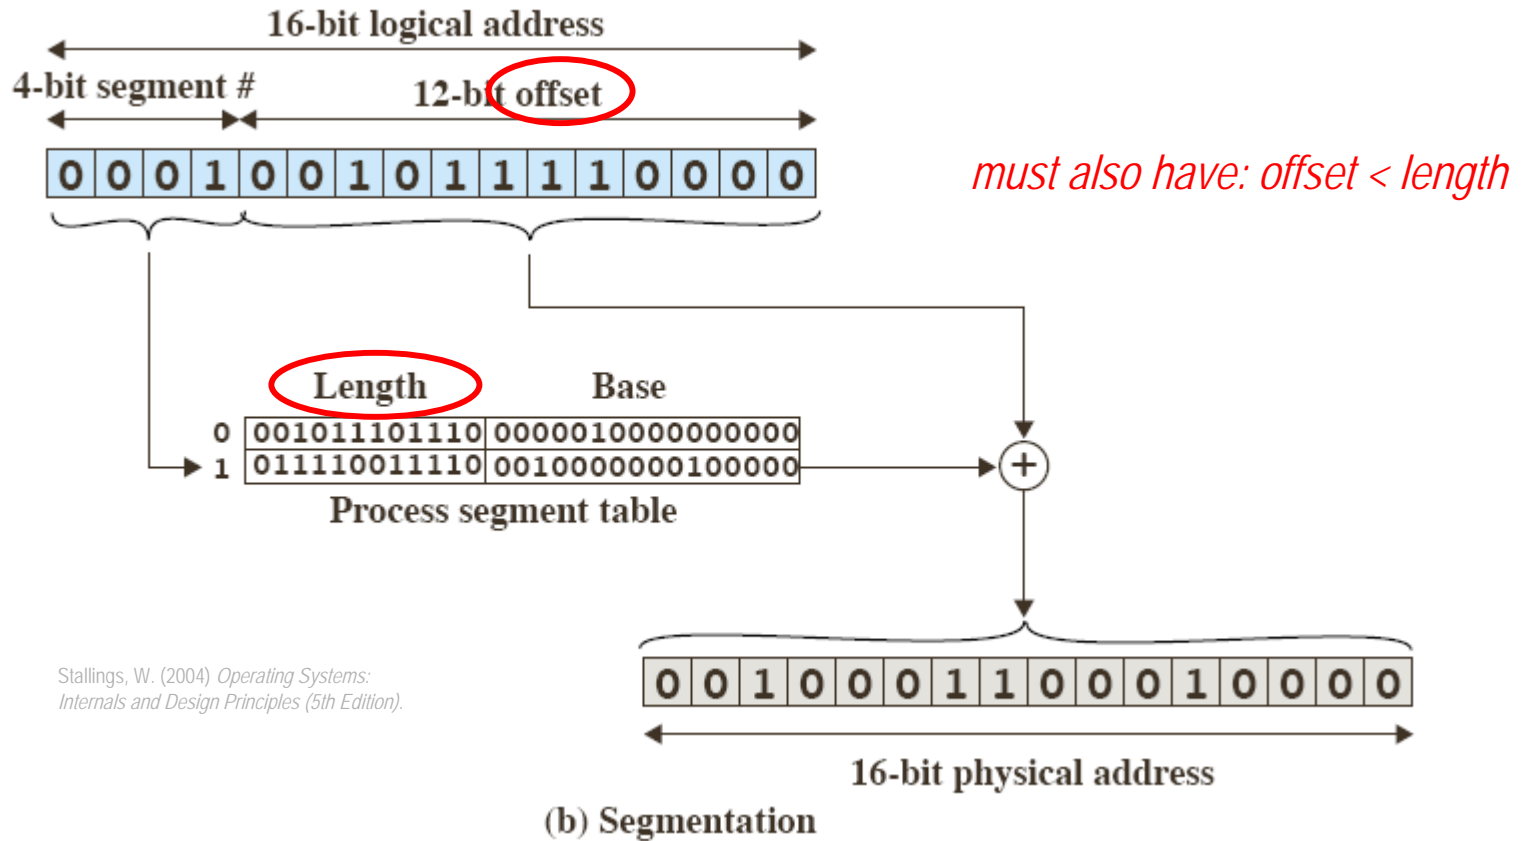 16-bit logical address
4-bit segment #
12-bit offset
0 0 0 1 0 0 1 0 1 1 1 1 0 0 0 0
must also have: offset < length
Length Base
0 001011101110 0000010000000000
1 011110011110 0010000000100000
Process segment table
+
Stallings, W. (2004) Operating Systems:
Internals and Design Principles (5th Edition).
0 0 1 0 0 0 1 1 0 0 0 1 0 0 0 0
16-bit physical address
(b) Segmentation